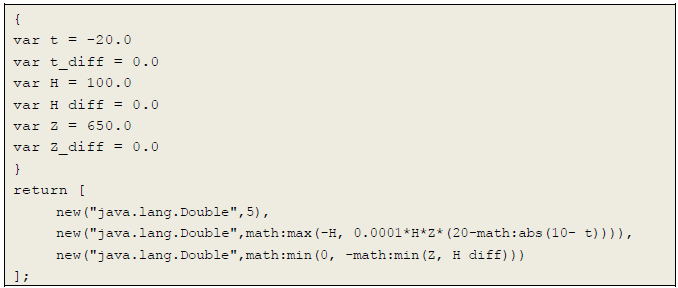 {
var t = -20.0
var t_diff = 0.0
var H = 100.0
var H diff = 0.0
var Z = 650.0
var Z_diff = 0.0
}
return [
new("java.lang.Double",5),
new("java.lang.Double",math:max(-H, 0.0001*H*Z*(20-math:abs(10- t)))),
new("java.lang.Double",math:min(0, -math:min(Z, H diff)))
];